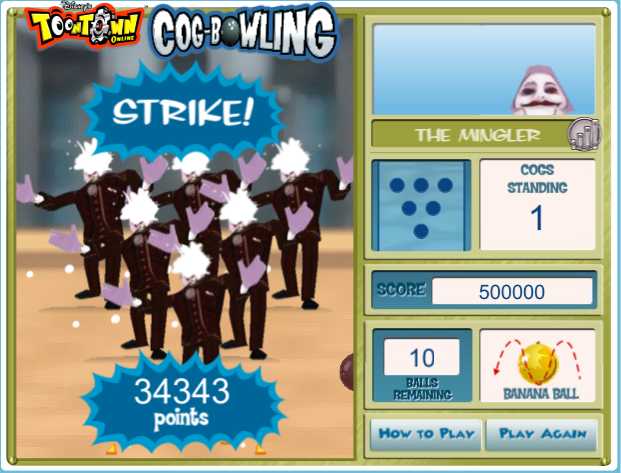 Disney's
TOONTOWN
ONLINE
COG-BOWLING
STRIKE!
34343
points
THE MINGLER
COGS
STANDING
1
SCORE
500000
10
BALLS
REMAINING
BANANA BALL
HOW TO PLAY
PLAY AGAIN